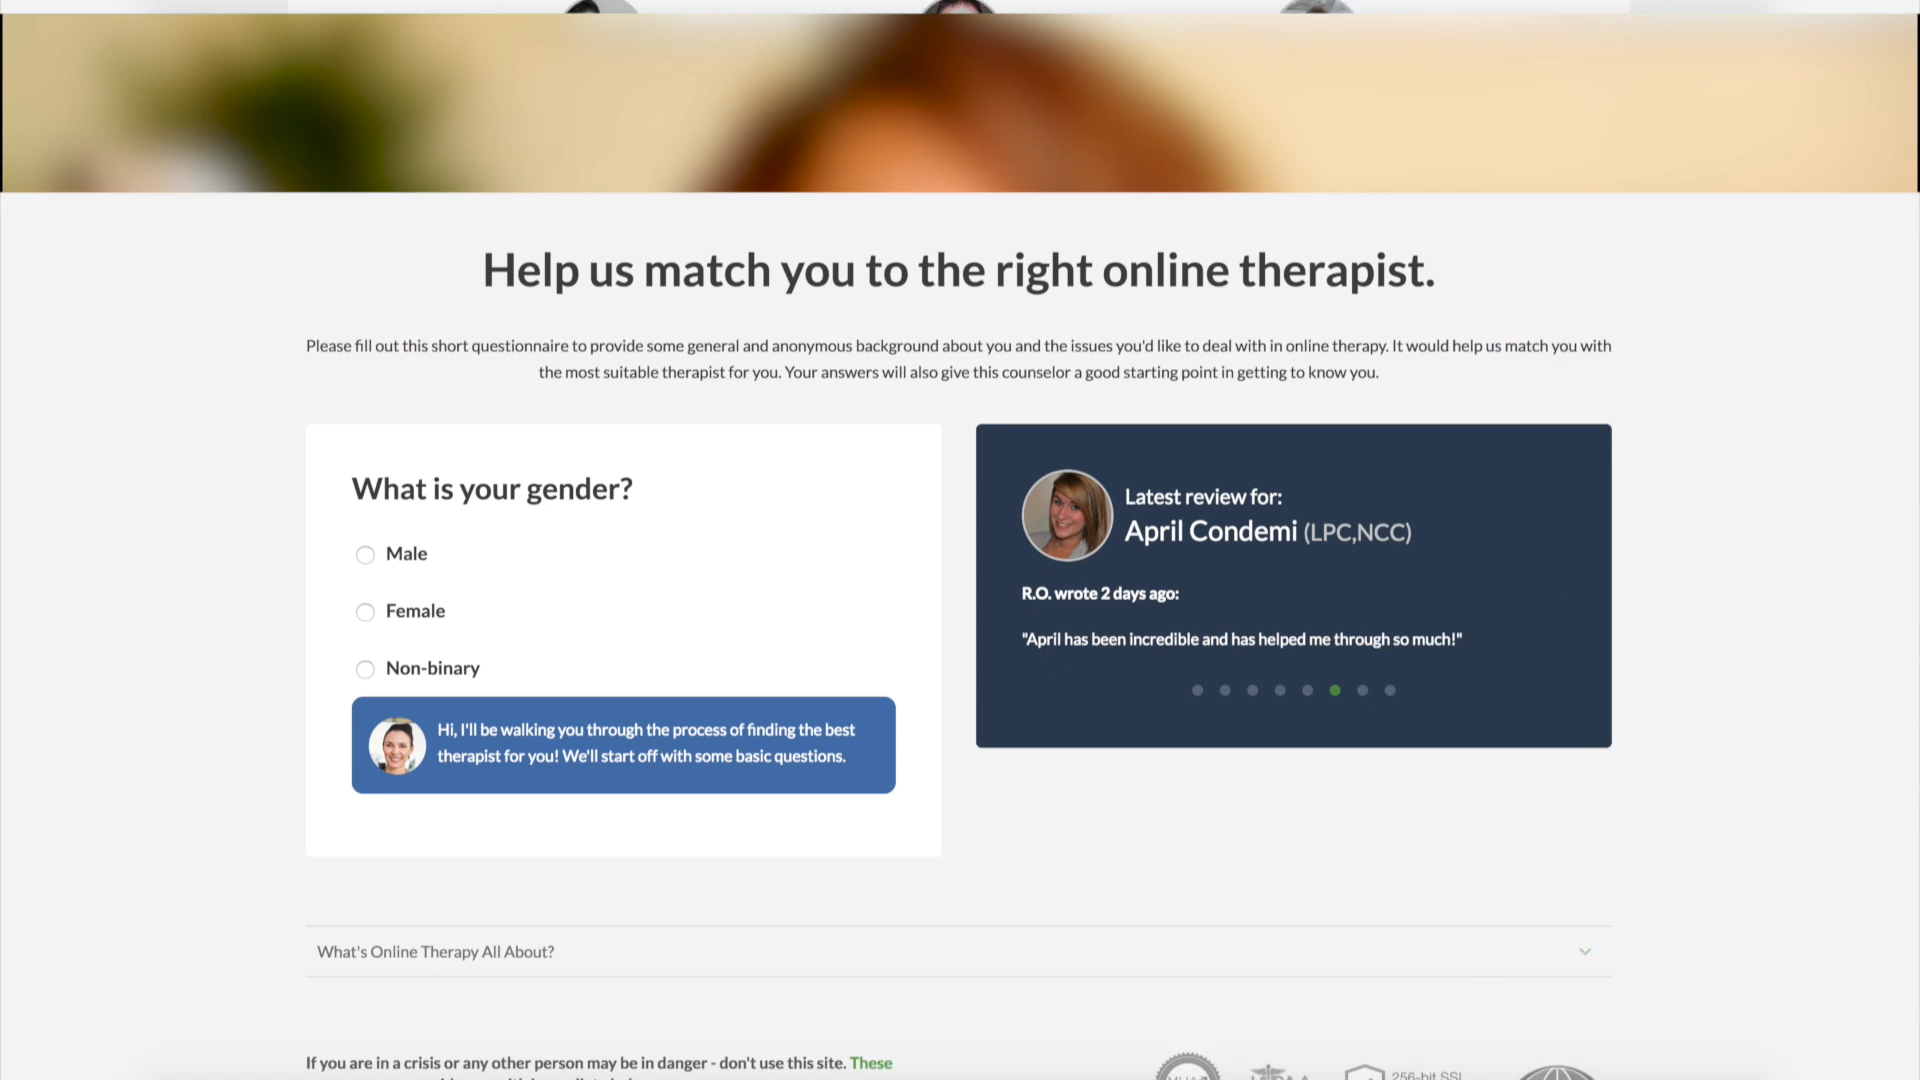 Help us match you to the right online therapist.
Please fill out this short questionnaire to provide some general and anonymous background about you and the issues you'd like to deal with in online therapy. It would help us match you with
the most suitable therapist for you. Your answers will also give this counselor a good starting point in getting to know you.
What is your gender?
Male
Female
Non-binary
Hi, I'll be walking you through the process of finding the best
therapist for you! We'll start off with some basic questions.
Latest review for:
April Condemi (LPC,NCC)
R.O. wrote 2 days ago:
"April has been incredible and has helped me through so much!"
What's Online Therapy All About?
If you are in a crisis or any other person may be in danger - don't use this site. These
256-bit SSL